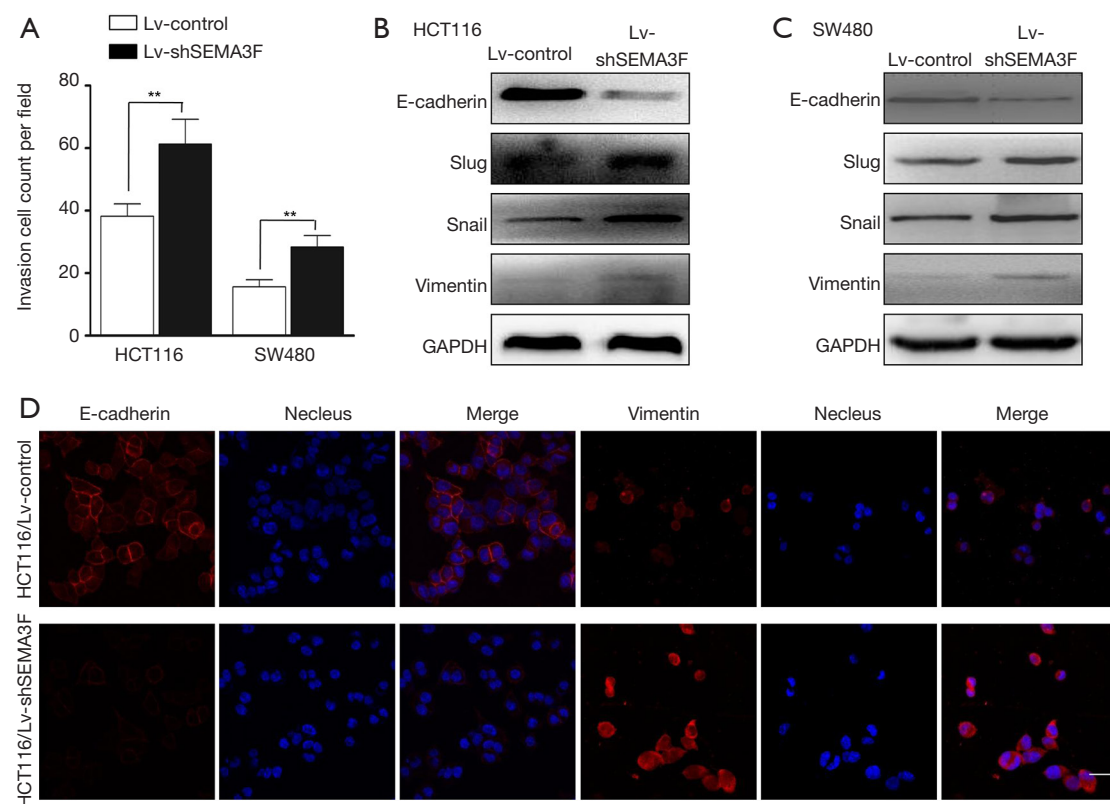 A
Lv-control
Lv-shSEMA3F
Invasion cell count per field
80
60
40
20
0
**
**
HCT116
SW480
B
HCT116
Lv-control
Lv-
shSEMA3F
E-cadherin
Slug
Snail
Vimentin
GAPDH
C
SW480
Lv-control
Lv-
shSEMA3F
E-cadherin
Slug
Snail
Vimentin
GAPDH
D
E-cadherin
Necleus
Merge
Vimentin
Necleus
Merge
HCT116/Lv-control
HCT116/Lv-shSEMA3F